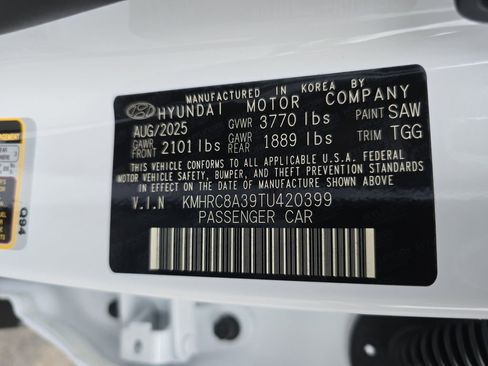 MANUFACTURED IN KOREA BY
HYUNDAI MOTOR COMPANY
AUG/2025 GVWR 3770 lbs PAINT SAW
GAWR FRONT 2101 lbs GAWR REAR 1889 lbs TRIM TGG
THIS VEHICLE CONFORMS TO ALL APPLICABLE U.S.A. FEDERAL
MOTOR VEHICLE SAFETY, BUMPER, AND THEFT PREVENTION STANDARDS
IN EFFECT ON THE DATE OF MANUFACTURE SHOWN ABOVE.
V.I.N KMHRC8A39TU420399
PASSENGER CAR
Q94